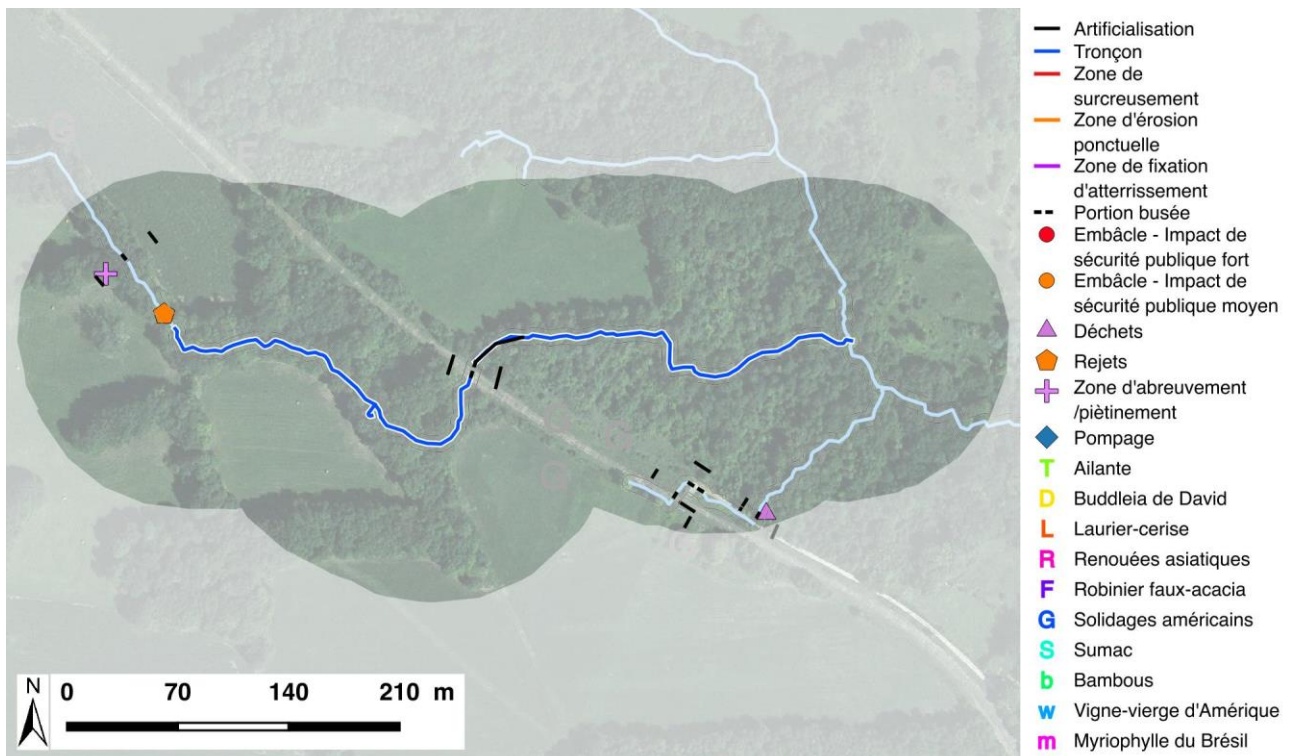 Artificialisation
Tronçon
Zone de
surcreusement
Zone d'érosion
ponctuelle
Zone de fixation
d'atterrissement
Portion busée
Embâcle - Impact de
sécurité publique fort
Embâcle - Impact de
sécurité publique moyen
Déchets
Rejets
Zone d'abreuvement
/piètinement
Pompage
T Ailante
D Buddleia de David
L Laurier-cerise
R Renouées asiatiques
F Robinier faux-acacia
G Solidages américains
S Sumac
b Bambous
w Vigne-vierge d'Amérique
m Myriophylle du Brésil
N
0 70 140 210 m